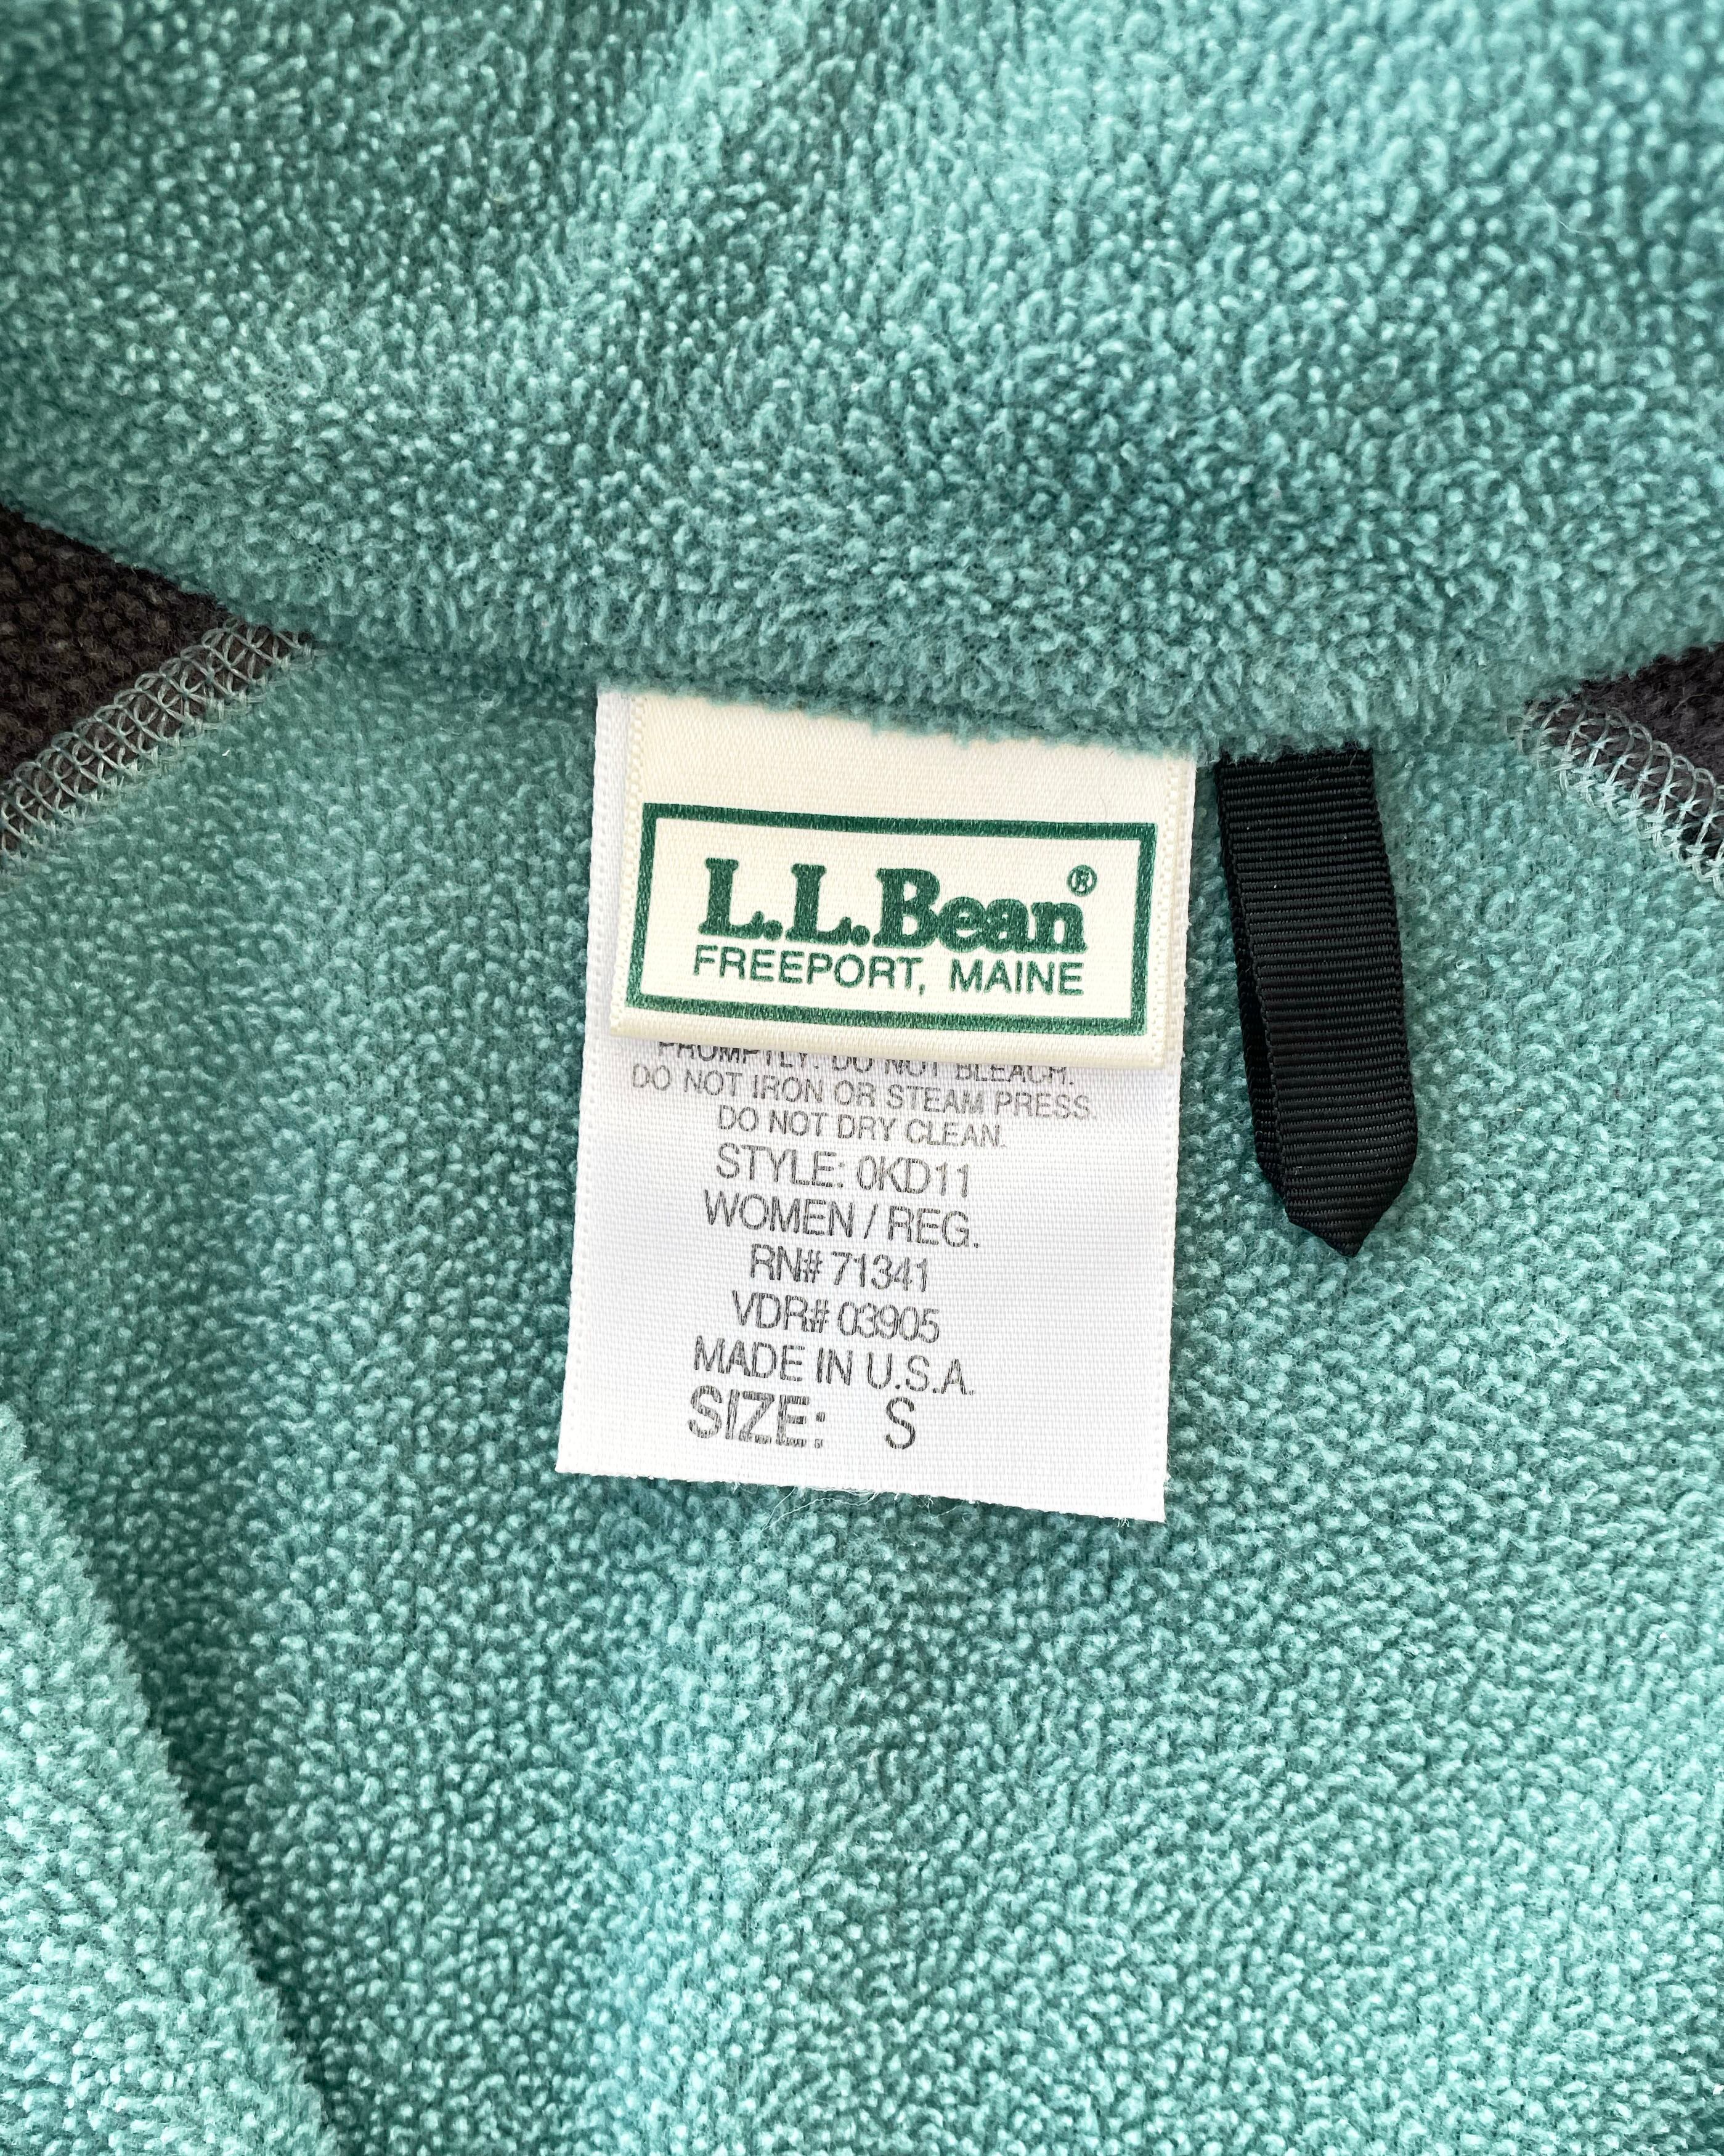 L.L.Bean®
FREEPORT, MAINE
PROMPTLY. DO NOT BLEACH.
DO NOT IRON OR STEAM PRESS.
DO NOT DRY CLEAN.
STYLE: 0KD11
WOMEN / REG.
RN# 71341
VDR# 03905
MADE IN U.S.A.
SIZE: S